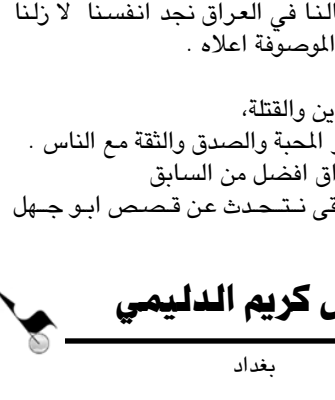 النا في العراق نجد انفسنا لا زلنا
الموصوفة اعلاه .
ين والقتلة،
المحبة والصدق والثقة مع الناس .
اق افضل من السابق
قى نتحدث عن قصص ابو جهل
كريم الدليمي
بغداد